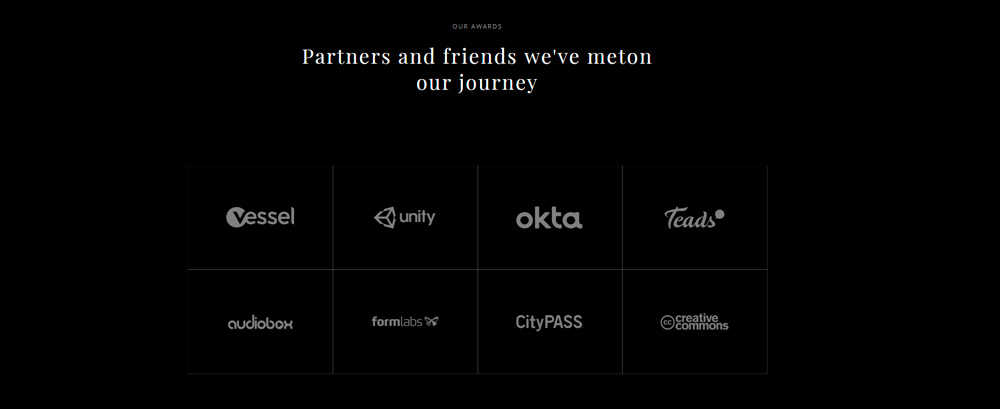 OUR AWARDS
Partners and friends we've meton
our journey
vessel
unity
okta
Teads
audiobox
formlabs
CityPASS
cc creative
commons